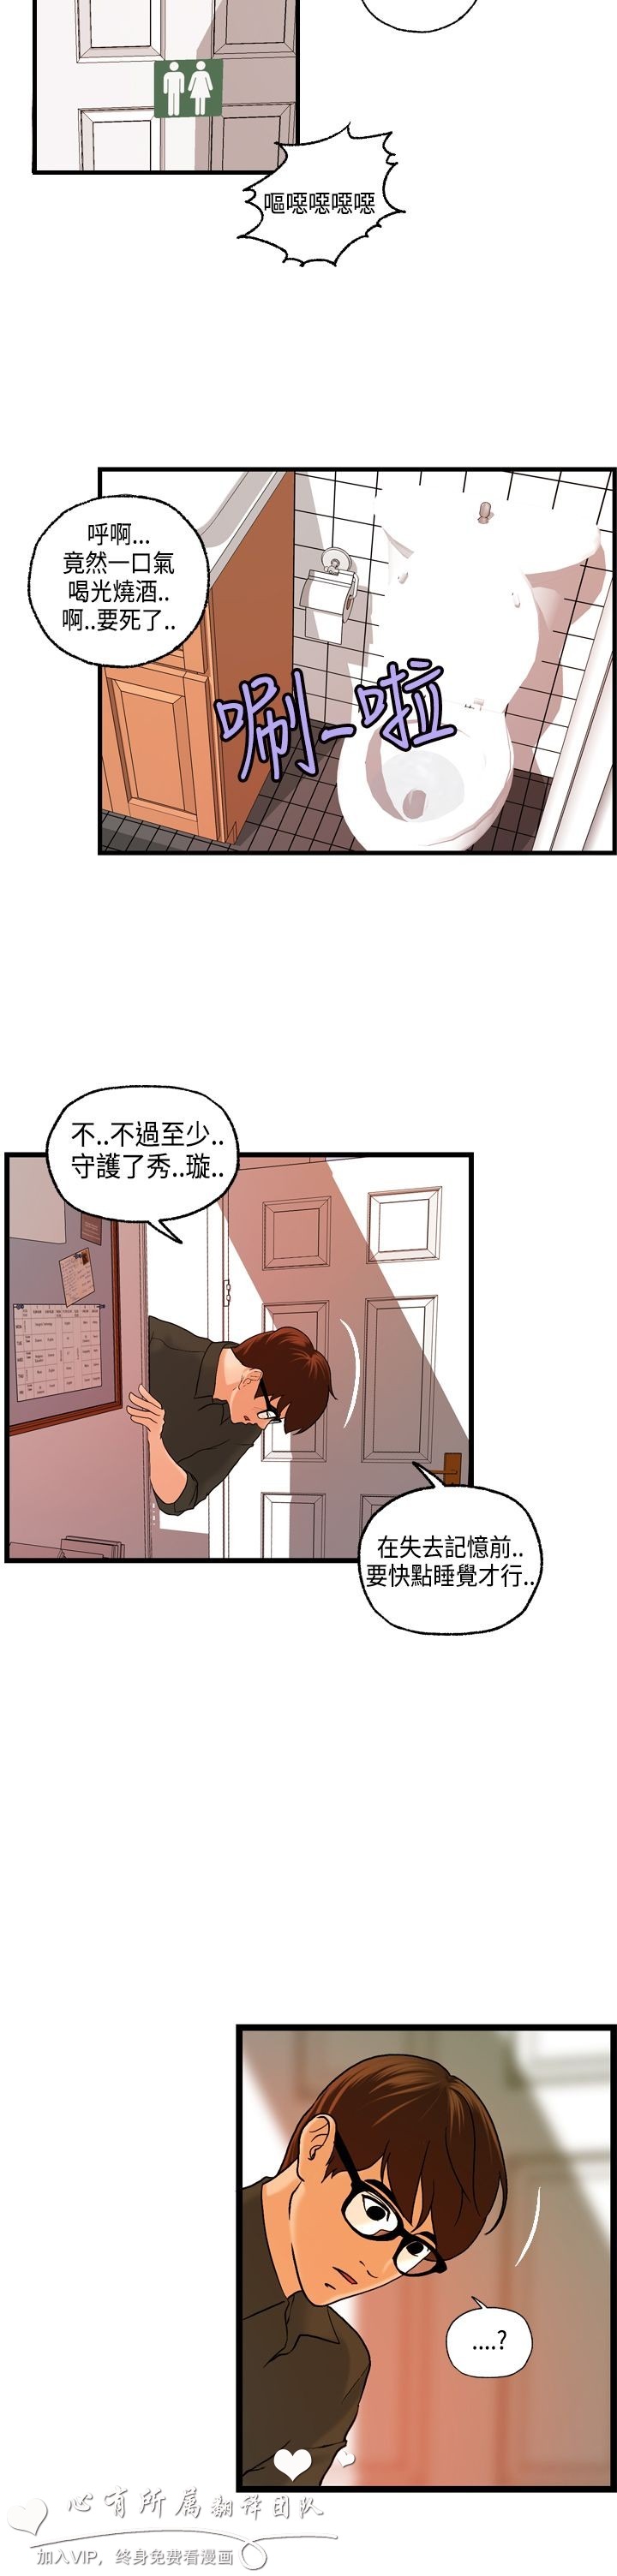 嘔噁噁噁噁
呼啊...
竟然一口氣
喝光燒酒..
啊..要死了..
唰-啦
不..不過至少..
守護了秀..璇..
在失去記憶前..
要快點睡覺才行..
....?
心有所属翻译团队
加入VIP，终身免费看漫画